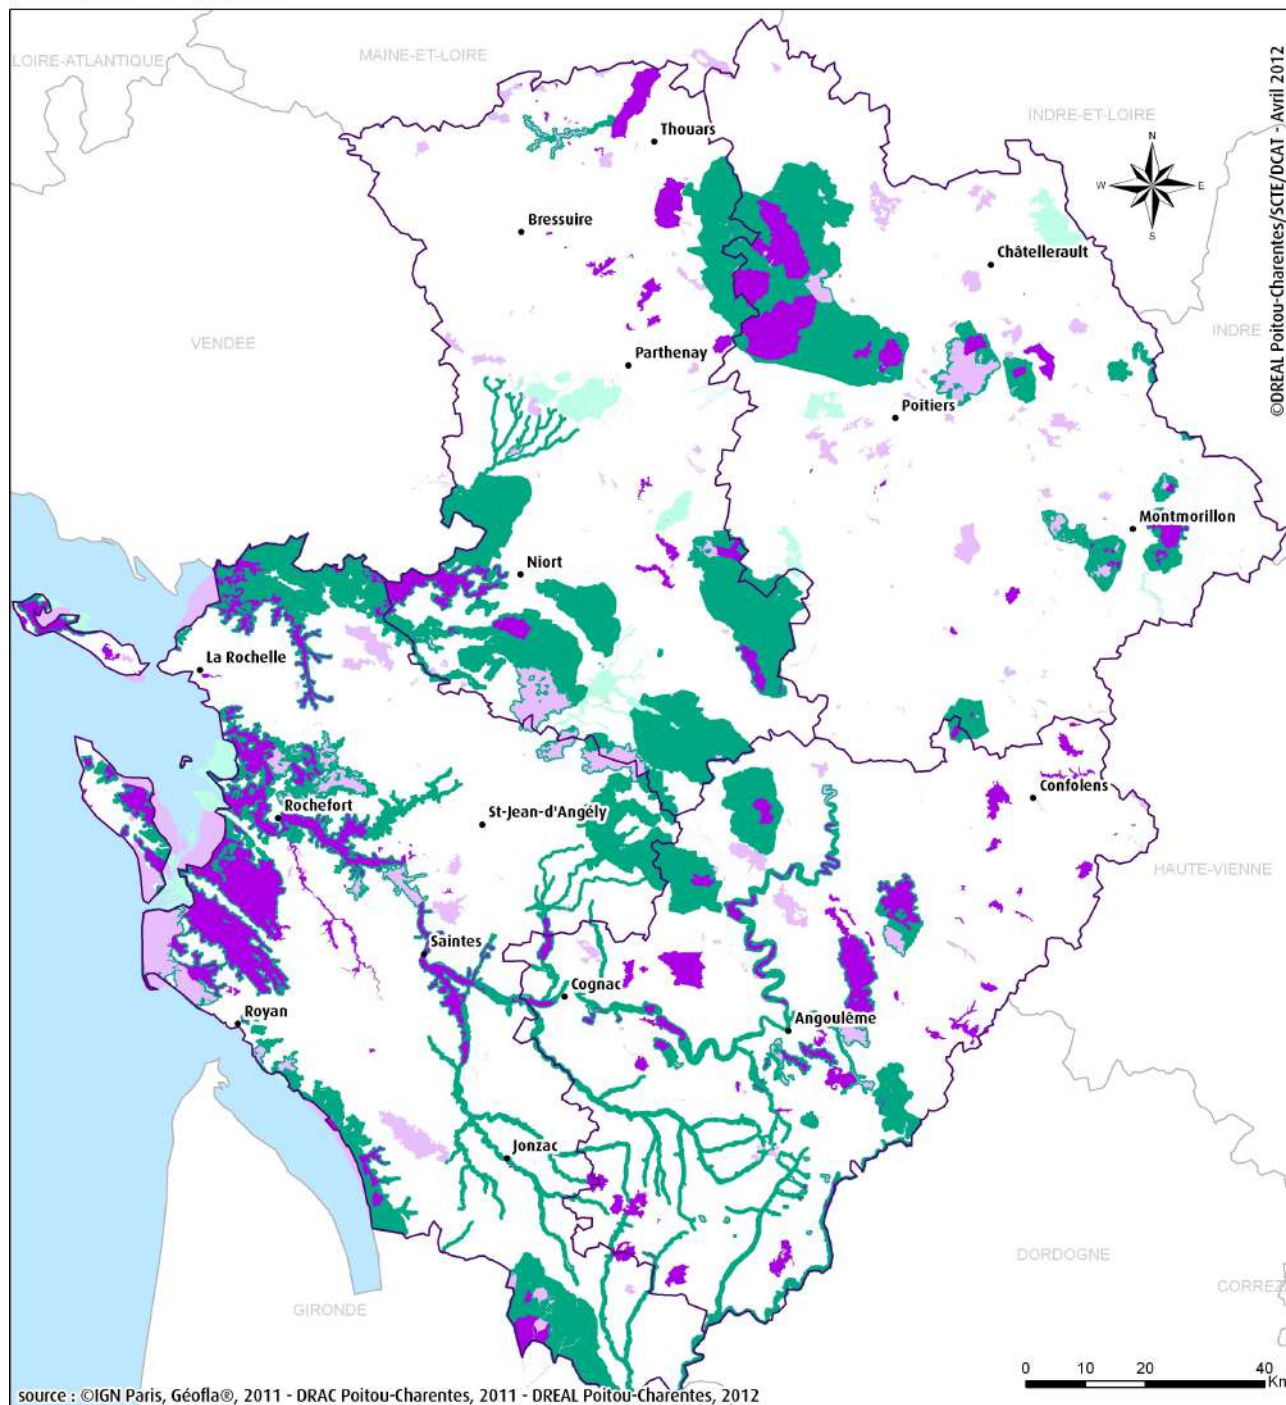 LOIRE-ATLANTIQUE
MAINE-ET-LOIRE
INDRE-ET-LOIRE
©DREAL Poitou-Charentes/SCTE/DCAT - Avril 2012
N
W
E
S
Thouars
Bressuire
Châtellerault
VENDEE
INDRE
Parthenay
Poitiers
Montmorillon
Niort
La Rochelle
Rochefort
St-Jean-d'Angély
Confolens
HAUTE-VIENNE
Saintes
Cognac
Royan
Angoulême
Jonzac
DORDOGNE
CORREZ
GIRONDE
0 10 20 40
Km
source : ©IGN Paris, Géofla®, 2011 - DRAC Poitou-Charentes, 2011 - DREAL Poitou-Charentes, 2012